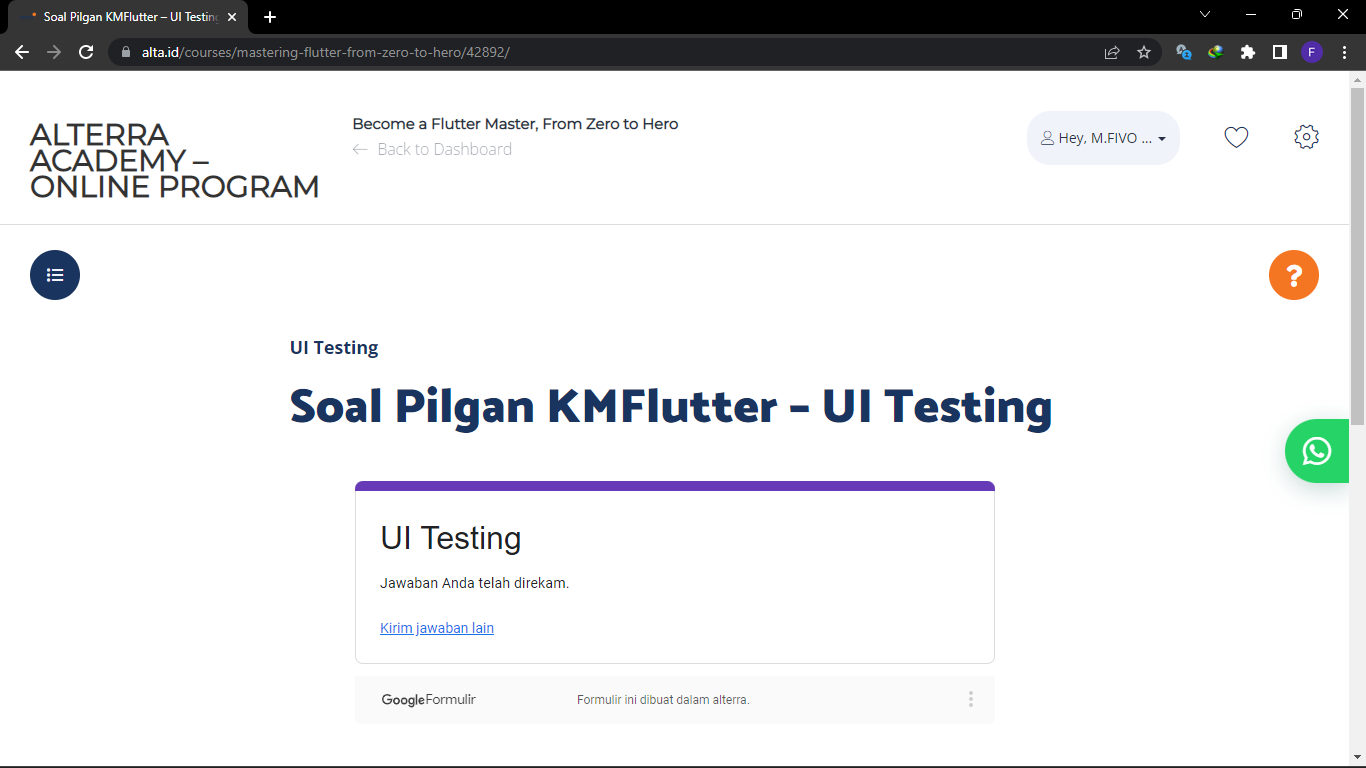 Soal Pilgan KMFlutter – UI Testing
alta.id/courses/mastering-flutter-from-zero-to-hero/42892/
F
ALTERRA
ACADEMY –
ONLINE PROGRAM
Become a Flutter Master, From Zero to Hero
← Back to Dashboard
Hey, M.FIVO ...
?
UI Testing
Soal Pilgan KMFlutter – UI Testing
UI Testing
Jawaban Anda telah direkam.
Kirim jawaban lain
Google Formulir
Formulir ini dibuat dalam alterra.